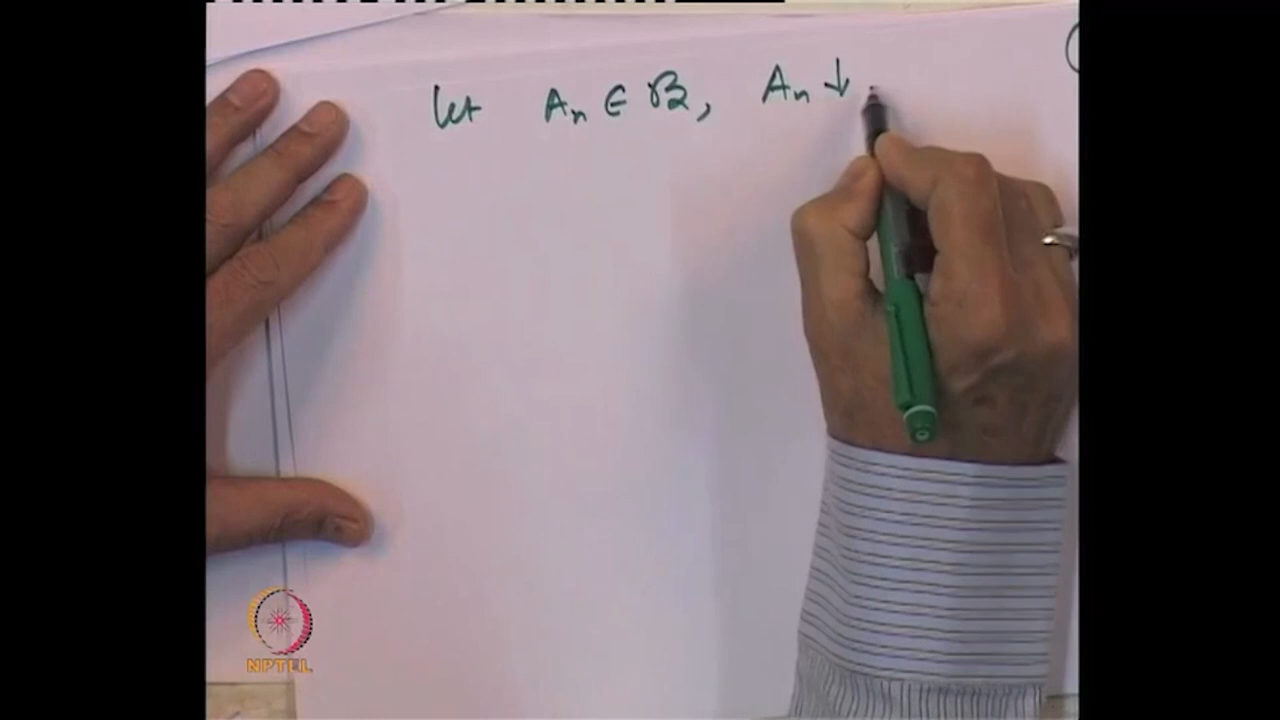 let An ∈ ℬ, An ↓
NPTEL